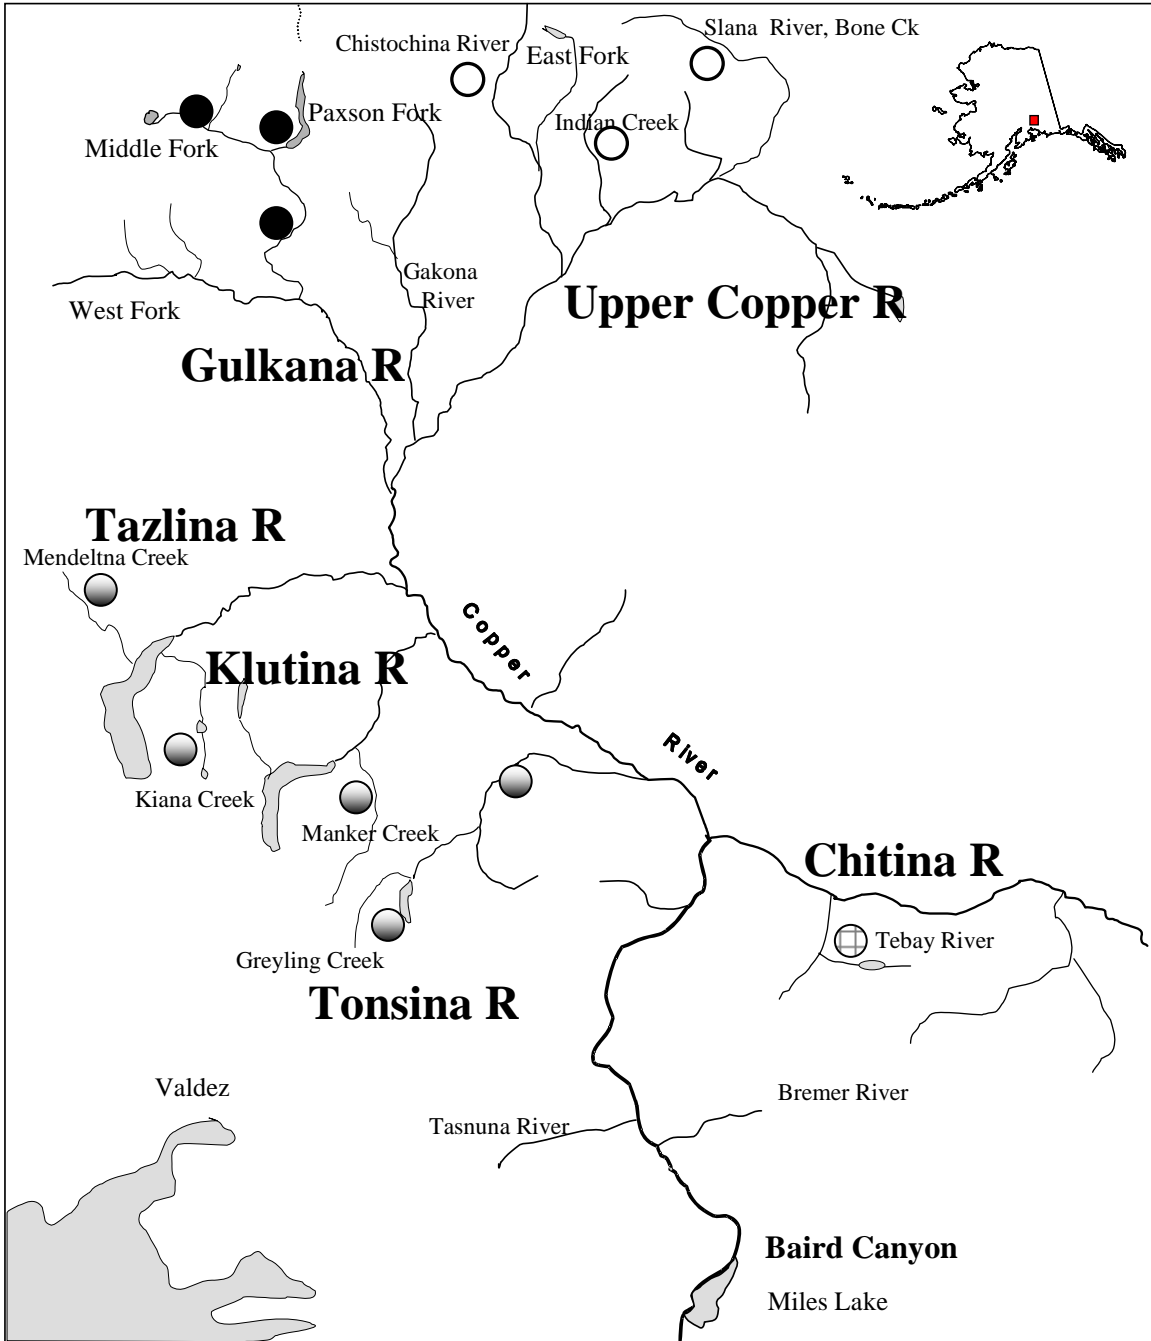 Slana River, Bone Ck
Chistochina River
East Fork
Paxson Fork
Indian Creek
Middle Fork
Gakona
River
West Fork
Upper Copper R
Gulkana R
Tazlina R
Mendeltna Creek
Copper
Klutina R
River
Kiana Creek
Manker Creek
Chitina R
Tebay River
Greyling Creek
Tonsina R
Valdez
Bremer River
Tasnuna River
Baird Canyon
Miles Lake